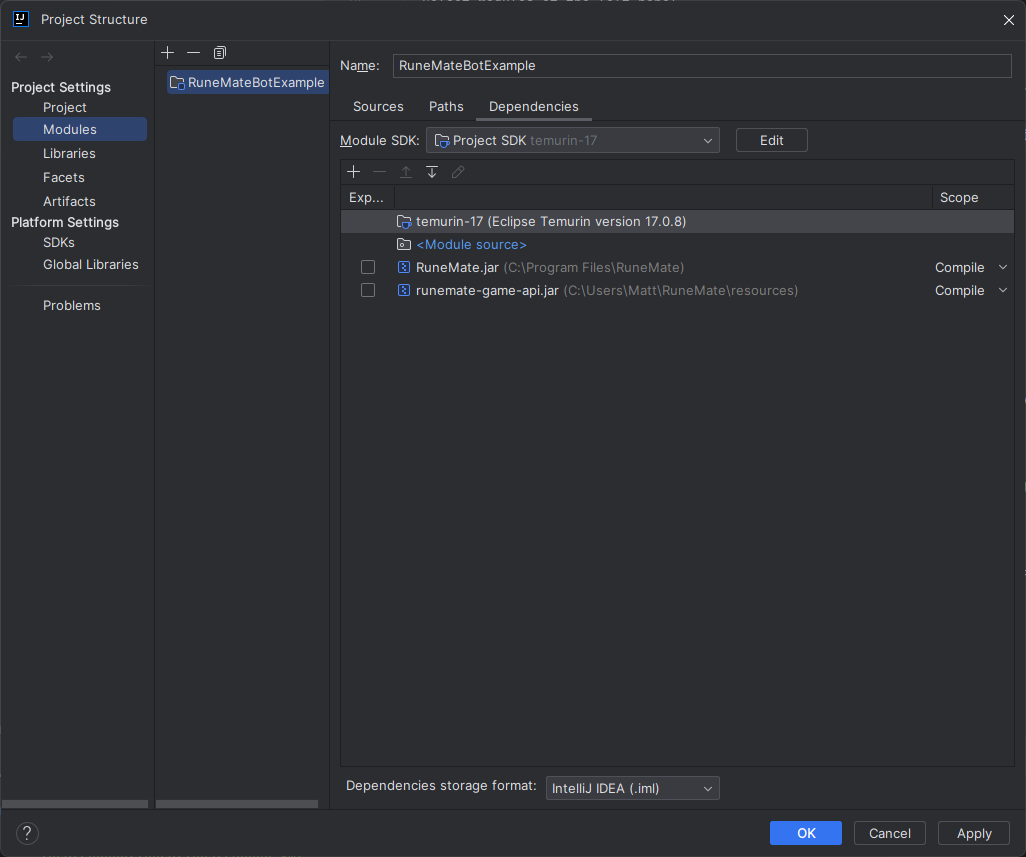 Project Structure
Project Settings
Project
Modules
Libraries
Facets
Artifacts
Platform Settings
SDKs
Global Libraries
Problems
RuneMateBotExample
Name: RuneMateBotExample
Sources Paths Dependencies
Module SDK: Project SDK temurin-17 Edit
Exp... Scope
temurin-17 (Eclipse Temurin version 17.0.8)
<Module source>
RuneMate.jar (C:\Program Files\RuneMate) Compile
runemate-game-api.jar (C:\Users\Matt\RuneMate\resources) Compile
Dependencies storage format: IntelliJ IDEA (.iml)
? OK Cancel Apply